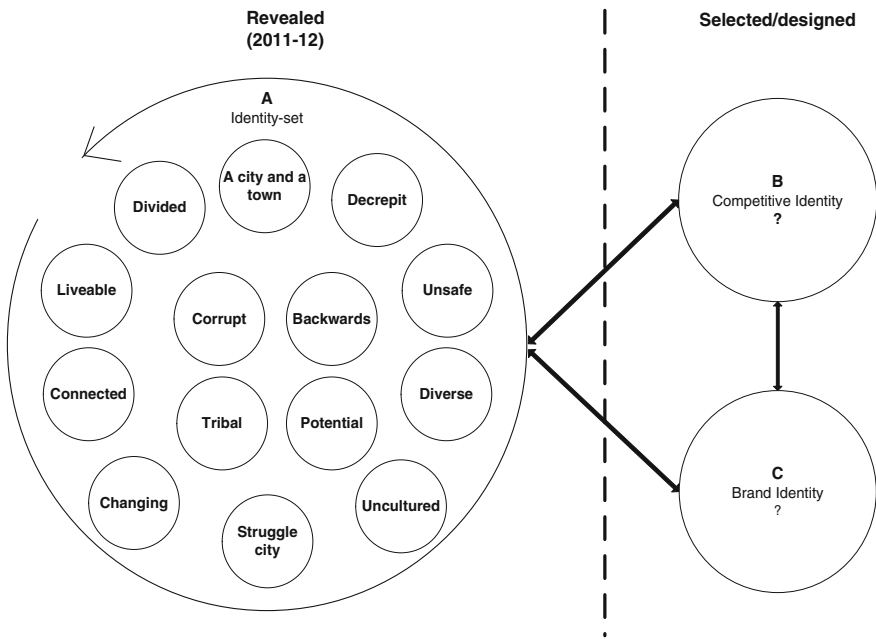 Revealed
(2011-12)
Selected/designed
A
Identity-set
A city and a
town
Divided
Decrepit
Liveable
Unsafe
Corrupt
Backwards
Connected
Diverse
Tribal
Potential
Changing
Uncultured
Struggle
city
B
Competitive Identity
?
C
Brand Identity
?